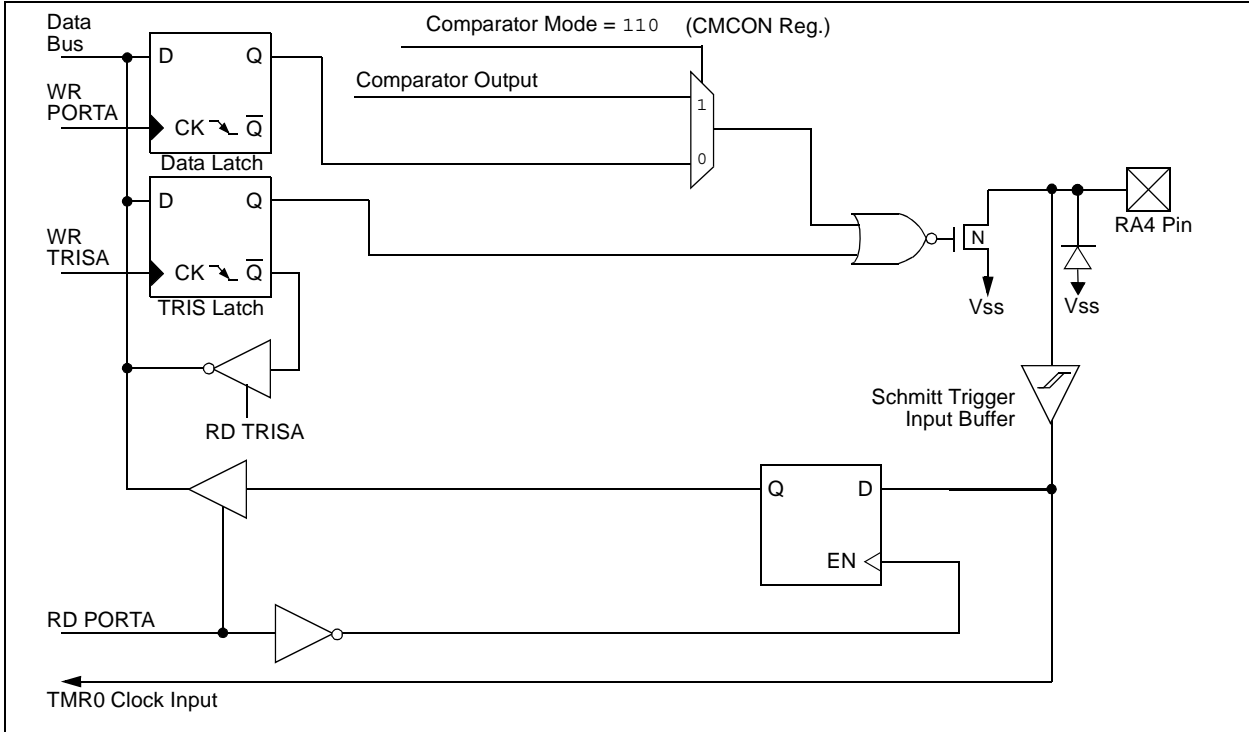 Data
Bus
Comparator Mode = 110 (CMCON Reg.)
D Q
Comparator Output
WR
PORTA
1
CK Q̅
0
Data Latch
D Q
RA4 Pin
WR
TRISA
N
CK Q̅
TRIS Latch
Vss
Vss
Schmitt Trigger
Input Buffer
RD TRISA
Q D
EN
RD PORTA
TMR0 Clock Input